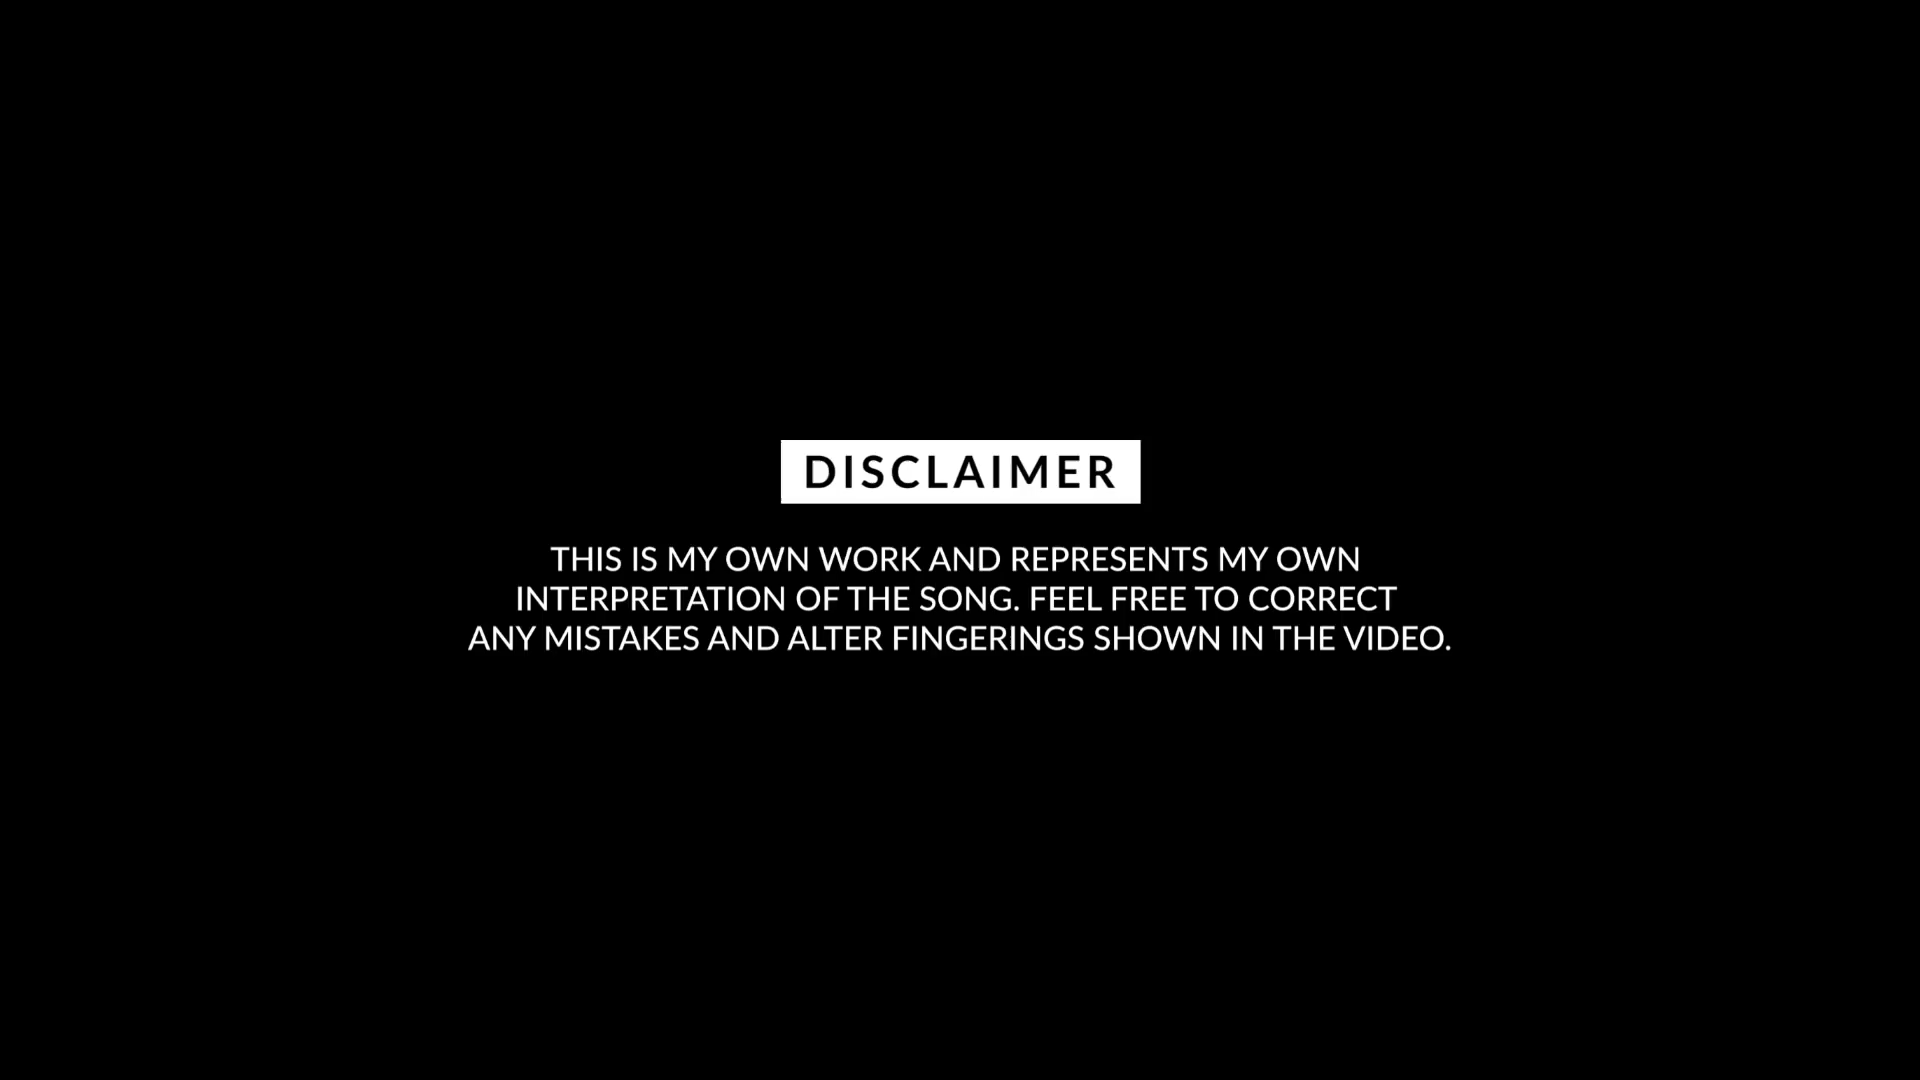 DISCLAIMER
THIS IS MY OWN WORK AND REPRESENTS MY OWN
INTERPRETATION OF THE SONG. FEEL FREE TO CORRECT
ANY MISTAKES AND ALTER FINGERINGS SHOWN IN THE VIDEO.